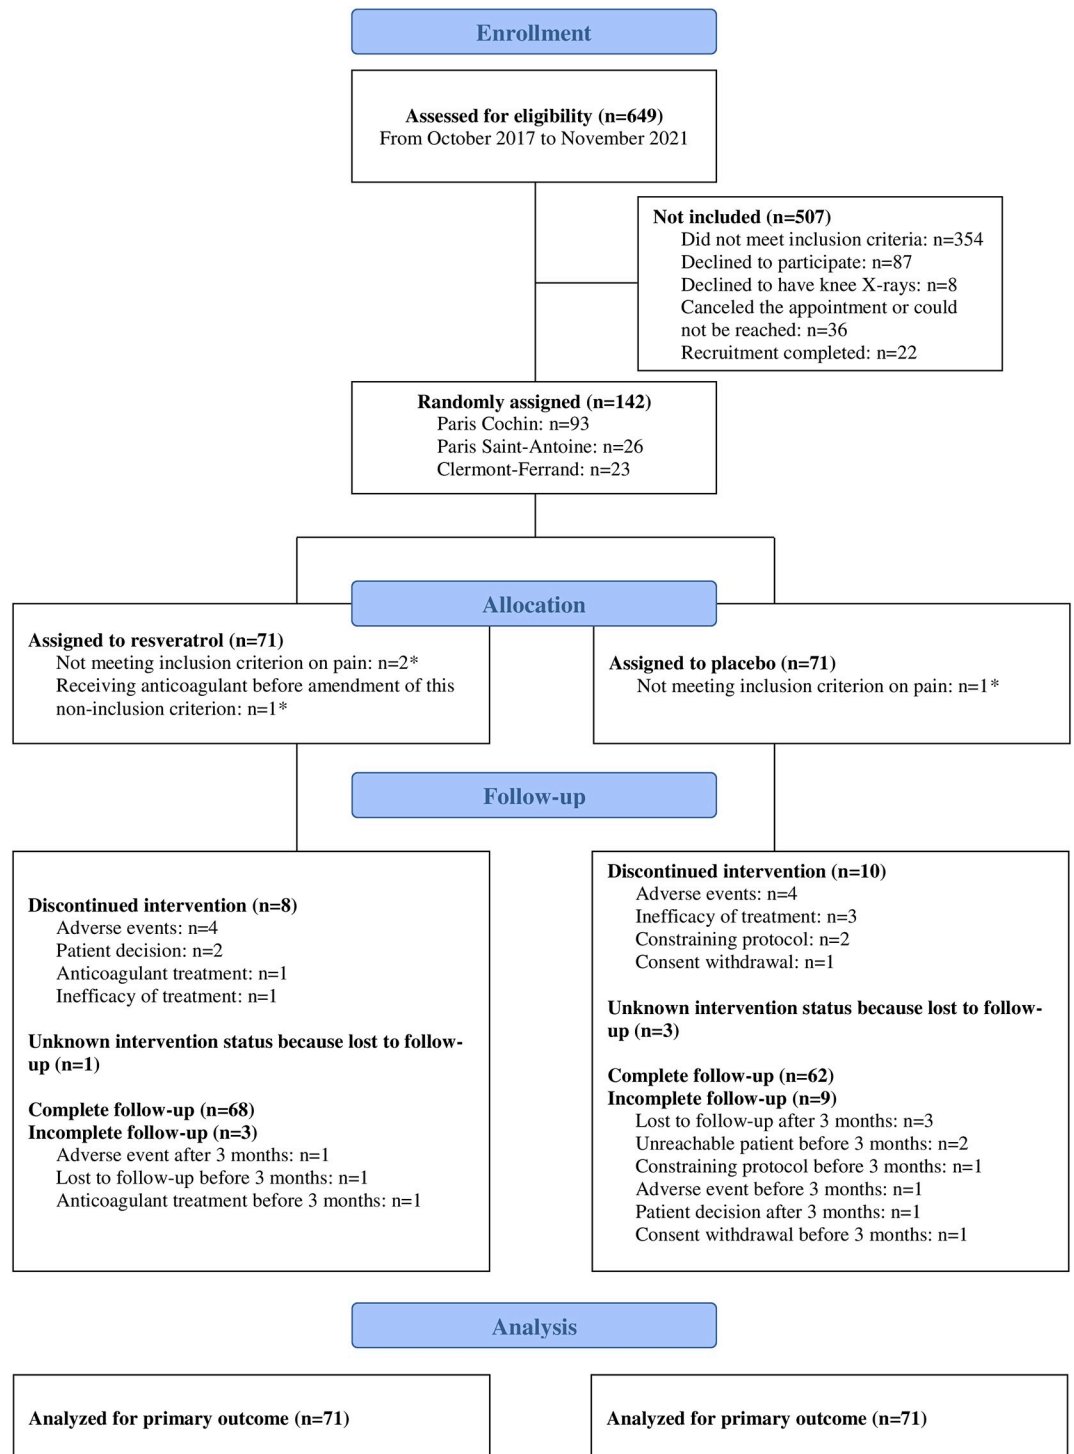 Enrollment
Assessed for eligibility (n=649)
From October 2017 to November 2021
Not included (n=507)
Did not meet inclusion criteria: n=354
Declined to participate: n=87
Declined to have knee X-rays: n=8
Canceled the appointment or could
not be reached: n=36
Recruitment completed: n=22
Randomly assigned (n=142)
Paris Cochin: n=93
Paris Saint-Antoine: n=26
Clermont-Ferrand: n=23
Allocation
Assigned to resveratrol (n=71)
Not meeting inclusion criterion on pain: n=2*
Receiving anticoagulant before amendment of this
non-inclusion criterion: n=1*
Assigned to placebo (n=71)
Not meeting inclusion criterion on pain: n=1*
Follow-up
Discontinued intervention (n=8)
Adverse events: n=4
Patient decision: n=2
Anticoagulant treatment: n=1
Inefficacy of treatment: n=1
Unknown intervention status because lost to follow-
up (n=1)
Complete follow-up (n=68)
Incomplete follow-up (n=3)
Adverse event after 3 months: n=1
Lost to follow-up before 3 months: n=1
Anticoagulant treatment before 3 months: n=1
Discontinued intervention (n=10)
Adverse events: n=4
Inefficacy of treatment: n=3
Constraining protocol: n=2
Consent withdrawal: n=1
Unknown intervention status because lost to follow-
up (n=3)
Complete follow-up (n=62)
Incomplete follow-up (n=9)
Lost to follow-up after 3 months: n=3
Unreachable patient before 3 months: n=2
Constraining protocol before 3 months: n=1
Adverse event before 3 months: n=1
Patient decision after 3 months: n=1
Consent withdrawal before 3 months: n=1
Analysis
Analyzed for primary outcome (n=71)
Analyzed for primary outcome (n=71)